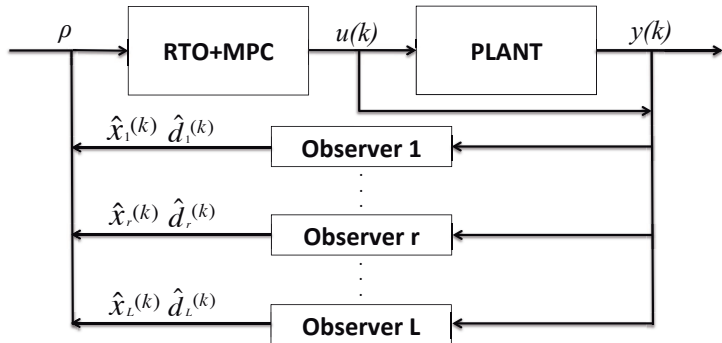 ρ RTO+MPC u(k) PLANT y(k)
x̂₁(k) d̂₁(k) Observer 1
x̂ᵣ(k) d̂ᵣ(k) Observer r
x̂_L(k) d̂_L(k) Observer L